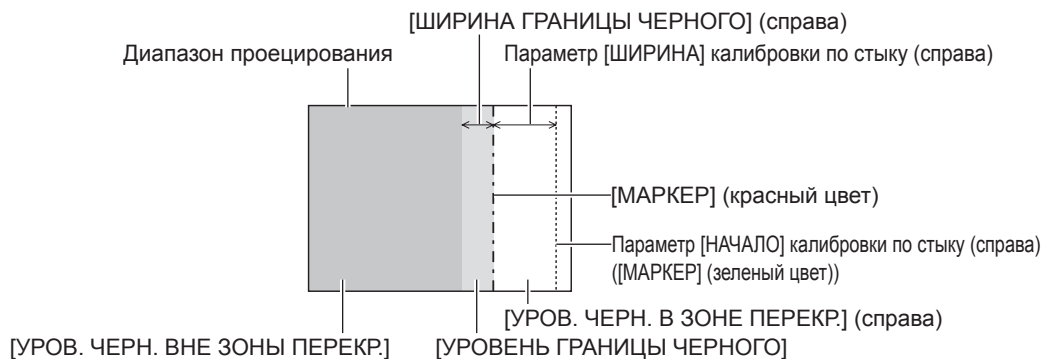 [ШИРИНА ГРАНИЦЫ ЧЕРНОГО] (справа)
Диапазон проецирования
Параметр [ШИРИНА] калибровки по стыку (справа)
[МАРКЕР] (красный цвет)
Параметр [НАЧАЛО] калибровки по стыку (справа)
([МАРКЕР] (зеленый цвет))
[УРОВ. ЧЕРН. В ЗОНЕ ПЕРЕКР.] (справа)
[УРОВ. ЧЕРН. ВНЕ ЗОНЫ ПЕРЕКР.]
[УРОВЕНЬ ГРАНИЦЫ ЧЕРНОГО]